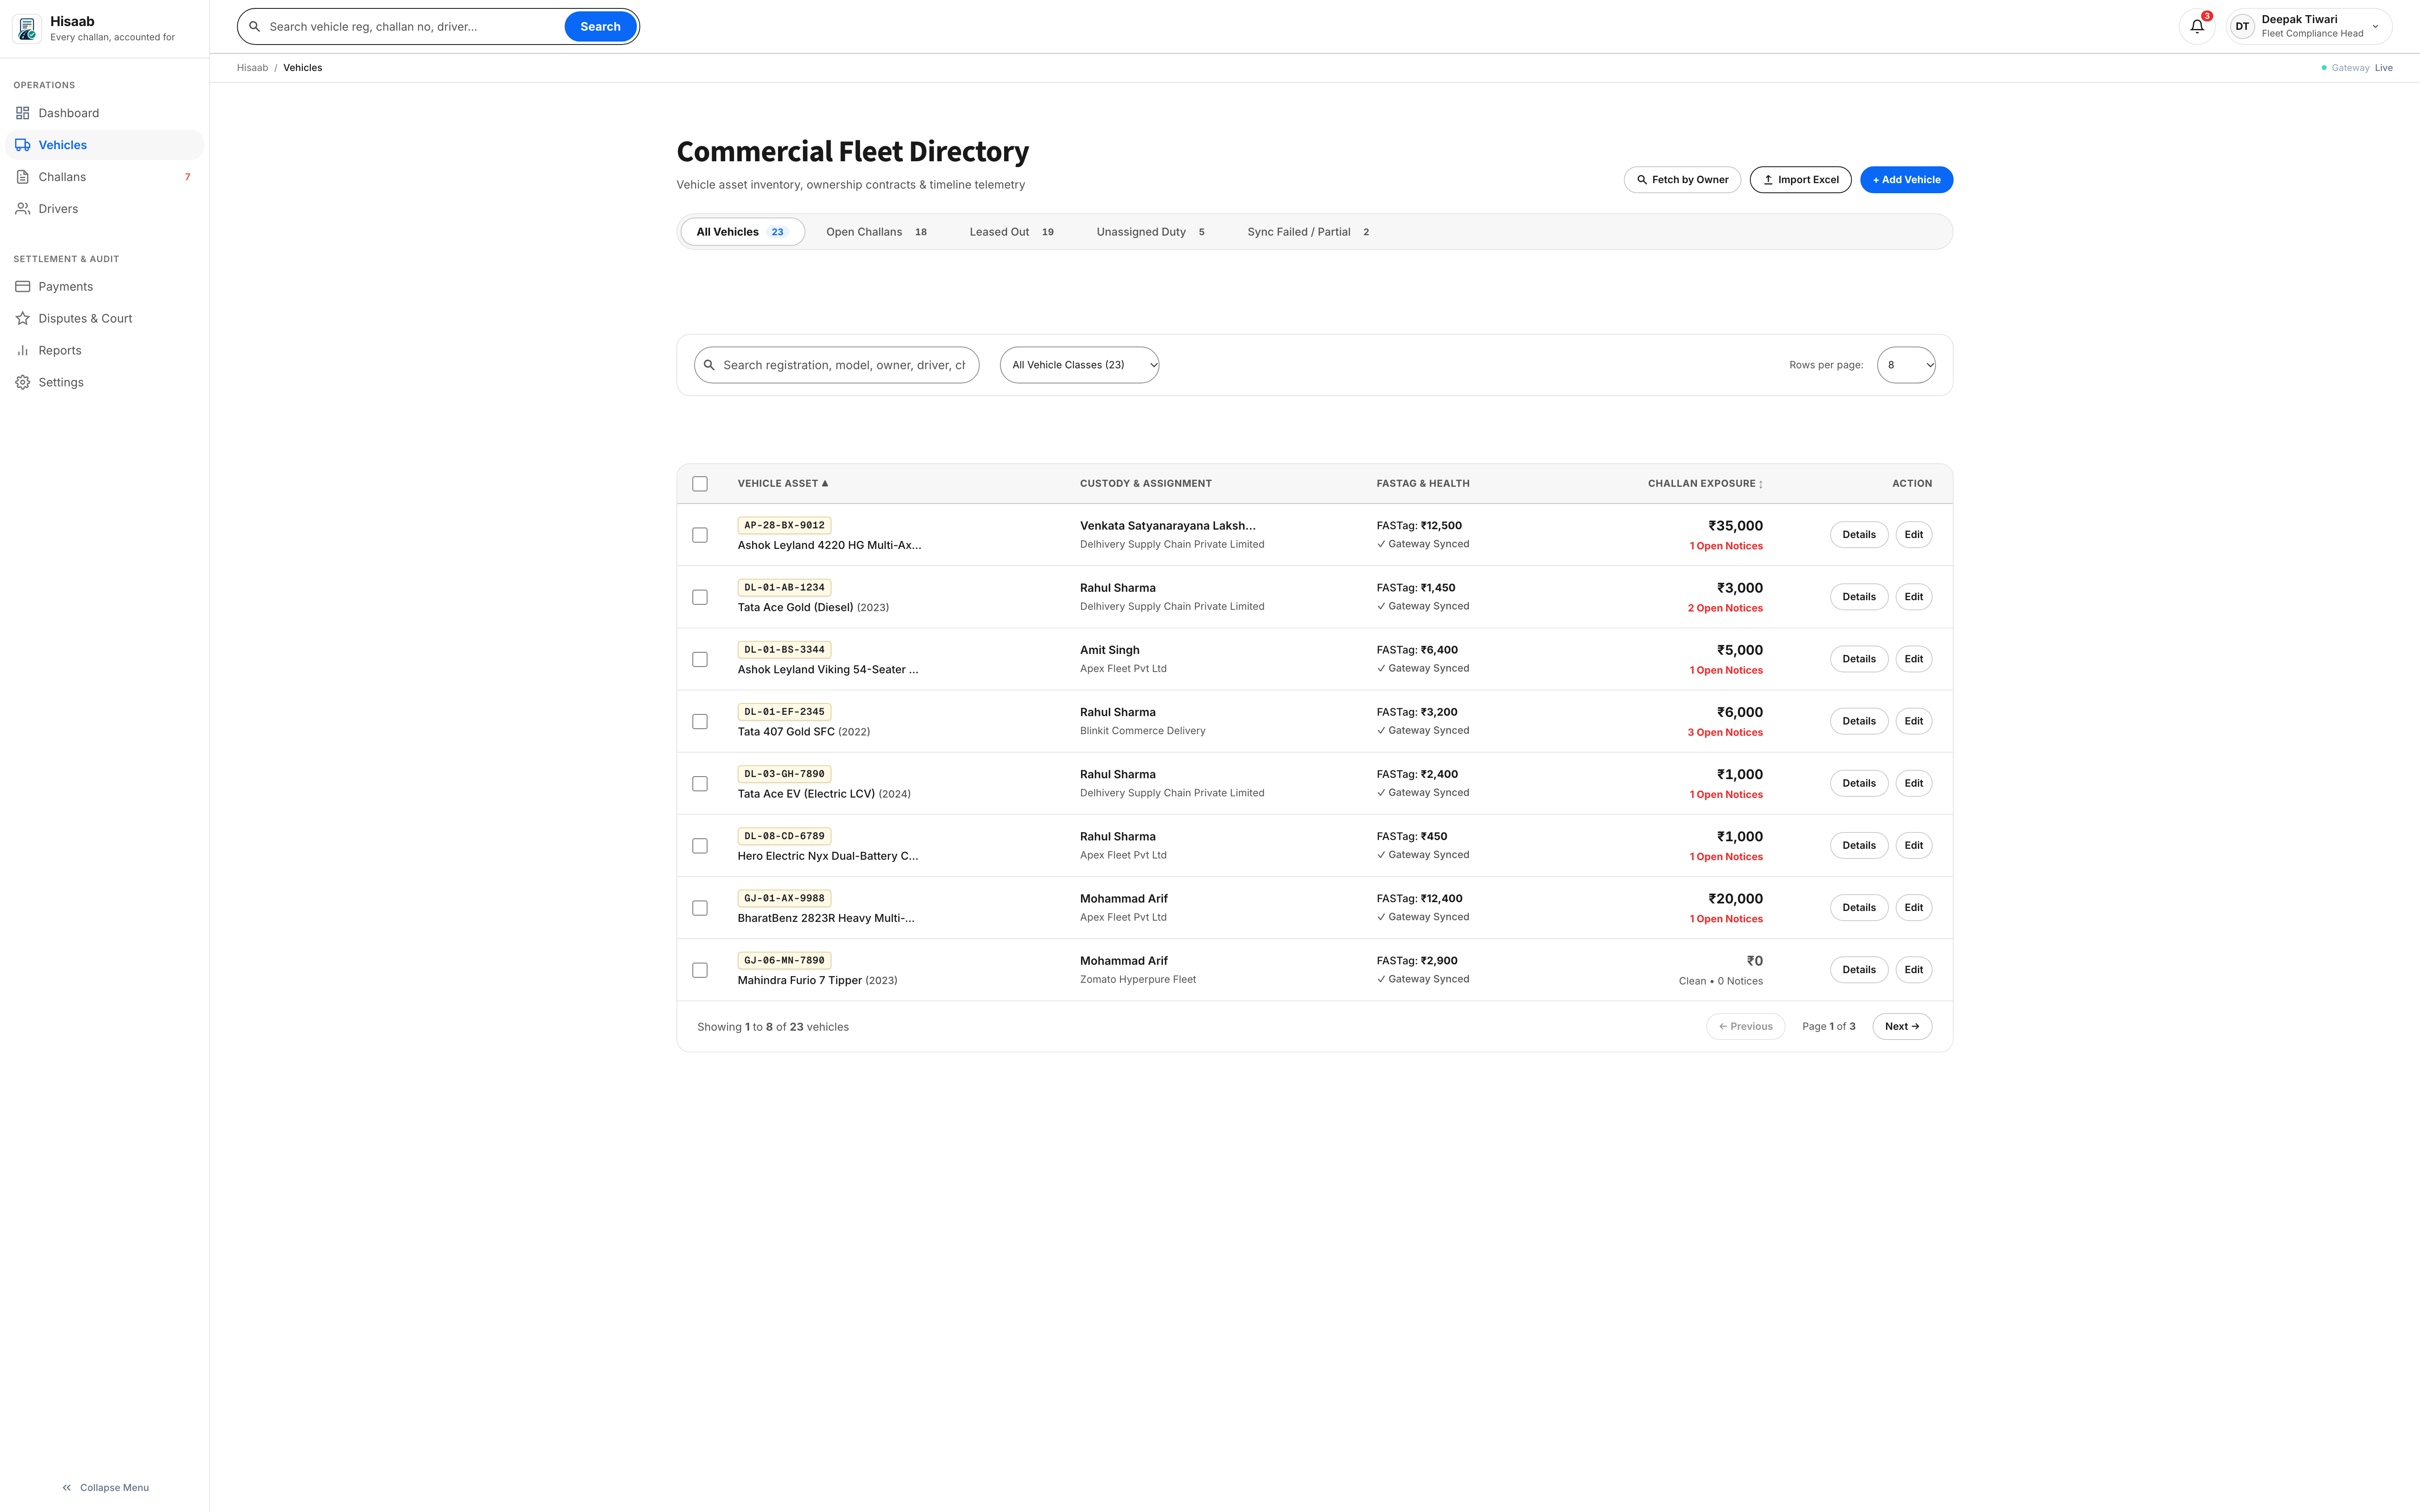 Hisaab
Every challan, accounted for
Search vehicle reg, challan no, driver...
Search
3
DT
Deepak Tiwari
Fleet Compliance Head
Hisaab / Vehicles
Gateway Live
OPERATIONS
Dashboard
Vehicles
Challans 7
Drivers
SETTLEMENT & AUDIT
Payments
Disputes & Court
Reports
Settings
Collapse Menu
Commercial Fleet Directory
Vehicle asset inventory, ownership contracts & timeline telemetry
Fetch by Owner
Import Excel
+ Add Vehicle
All Vehicles 23
Open Challans 18
Leased Out 19
Unassigned Duty 5
Sync Failed / Partial 2
Search registration, model, owner, driver, ch
All Vehicle Classes (23)
Rows per page:
8
VEHICLE ASSET ▲ CUSTODY & ASSIGNMENT FASTAG & HEALTH CHALLAN EXPOSURE ↕ ACTION
AP-28-BX-9012 Venkata Satyanarayana Laksh... FASTag: ₹12,500 ₹35,000 Details Edit
Ashok Leyland 4220 HG Multi-Ax... Delhivery Supply Chain Private Limited ✓ Gateway Synced 1 Open Notices
DL-01-AB-1234 Rahul Sharma FASTag: ₹1,450 ₹3,000 Details Edit
Tata Ace Gold (Diesel) (2023) Delhivery Supply Chain Private Limited ✓ Gateway Synced 2 Open Notices
DL-01-BS-3344 Amit Singh FASTag: ₹6,400 ₹5,000 Details Edit
Ashok Leyland Viking 54-Seater ... Apex Fleet Pvt Ltd ✓ Gateway Synced 1 Open Notices
DL-01-EF-2345 Rahul Sharma FASTag: ₹3,200 ₹6,000 Details Edit
Tata 407 Gold SFC (2022) Blinkit Commerce Delivery ✓ Gateway Synced 3 Open Notices
DL-03-GH-7890 Rahul Sharma FASTag: ₹2,400 ₹1,000 Details Edit
Tata Ace EV (Electric LCV) (2024) Delhivery Supply Chain Private Limited ✓ Gateway Synced 1 Open Notices
DL-08-CD-6789 Rahul Sharma FASTag: ₹450 ₹1,000 Details Edit
Hero Electric Nyx Dual-Battery C... Apex Fleet Pvt Ltd ✓ Gateway Synced 1 Open Notices
GJ-01-AX-9988 Mohammad Arif FASTag: ₹12,400 ₹20,000 Details Edit
BharatBenz 2823R Heavy Multi-... Apex Fleet Pvt Ltd ✓ Gateway Synced 1 Open Notices
GJ-06-MN-7890 Mohammad Arif FASTag: ₹2,900 ₹0 Details Edit
Mahindra Furio 7 Tipper (2023) Zomato Hyperpure Fleet ✓ Gateway Synced Clean • 0 Notices
Showing 1 to 8 of 23 vehicles
← Previous
Page 1 of 3
Next →